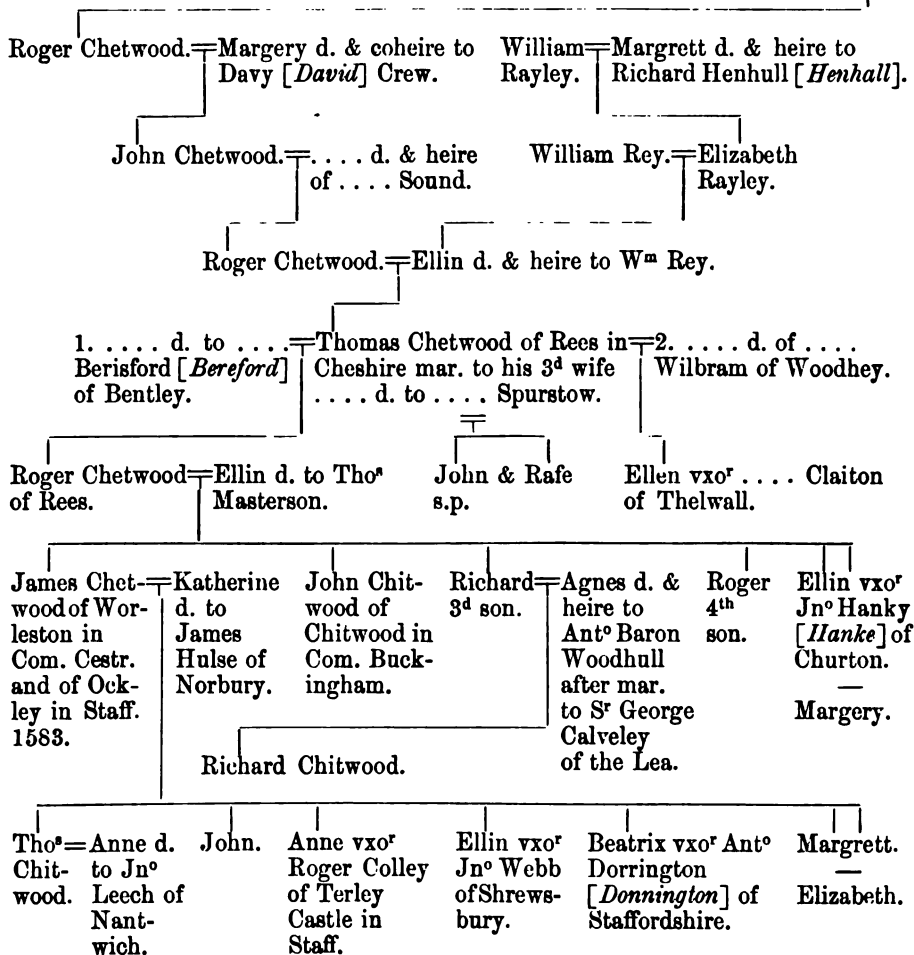 Roger Chetwood.=Margery d. & coheire to Davy [David] Crew.
William Rayley.=Margrett d. & heire to Richard Henhull [Henhall].
John Chetwood.=. . . . d. & heire of . . . . Sound.
William Rey.=Elizabeth Rayley.
Roger Chetwood.=Ellin d. & heire to Wᵐ Rey.
1. . . . . d. to . . . . Berisford [Bereford] of Bentley.
=Thomas Chetwood of Rees in Cheshire mar. to his 3ᵈ wife . . . . d. to . . . . Spurstow.
=2. . . . . d. of . . . . Wilbram of Woodhey.
Roger Chetwood of Rees.
=Ellin d. to Thoˢ Masterson.
John & Rafe s.p.
Ellen vxoʳ . . . . Claiton of Thelwall.
James Chet-
wood of Wor-
leston in
Com. Cestr.
and of Ock-
ley in Staff.
1583.
=Katherine
d. to
James
Hulse of
Norbury.
John Chit-
wood of
Chitwood in
Com. Buck-
ingham.
Richard
3ᵈ son.
=Agnes d. &
heire to
Antᵒ Baron
Woodhull
after mar.
to Sʳ George
Calveley
of the Lea.
Roger
4ᵗʰ
son.
Ellin vxoʳ
Jnᵒ Hanky
[Hanke] of
Churton.
—
Margery.
Richard Chitwood.
Thoˢ
Chit-
wood.
=Anne d.
to Jnᵒ
Leech of
Nant-
wich.
John.
Anne vxoʳ
Roger Colley
of Terley
Castle in
Staff.
Ellin vxoʳ
Jnᵒ Webb
of Shrews-
bury.
Beatrix vxoʳ Antᵒ
Dorrington
[Donnington] of
Staffordshire.
Margrett.
—
Elizabeth.